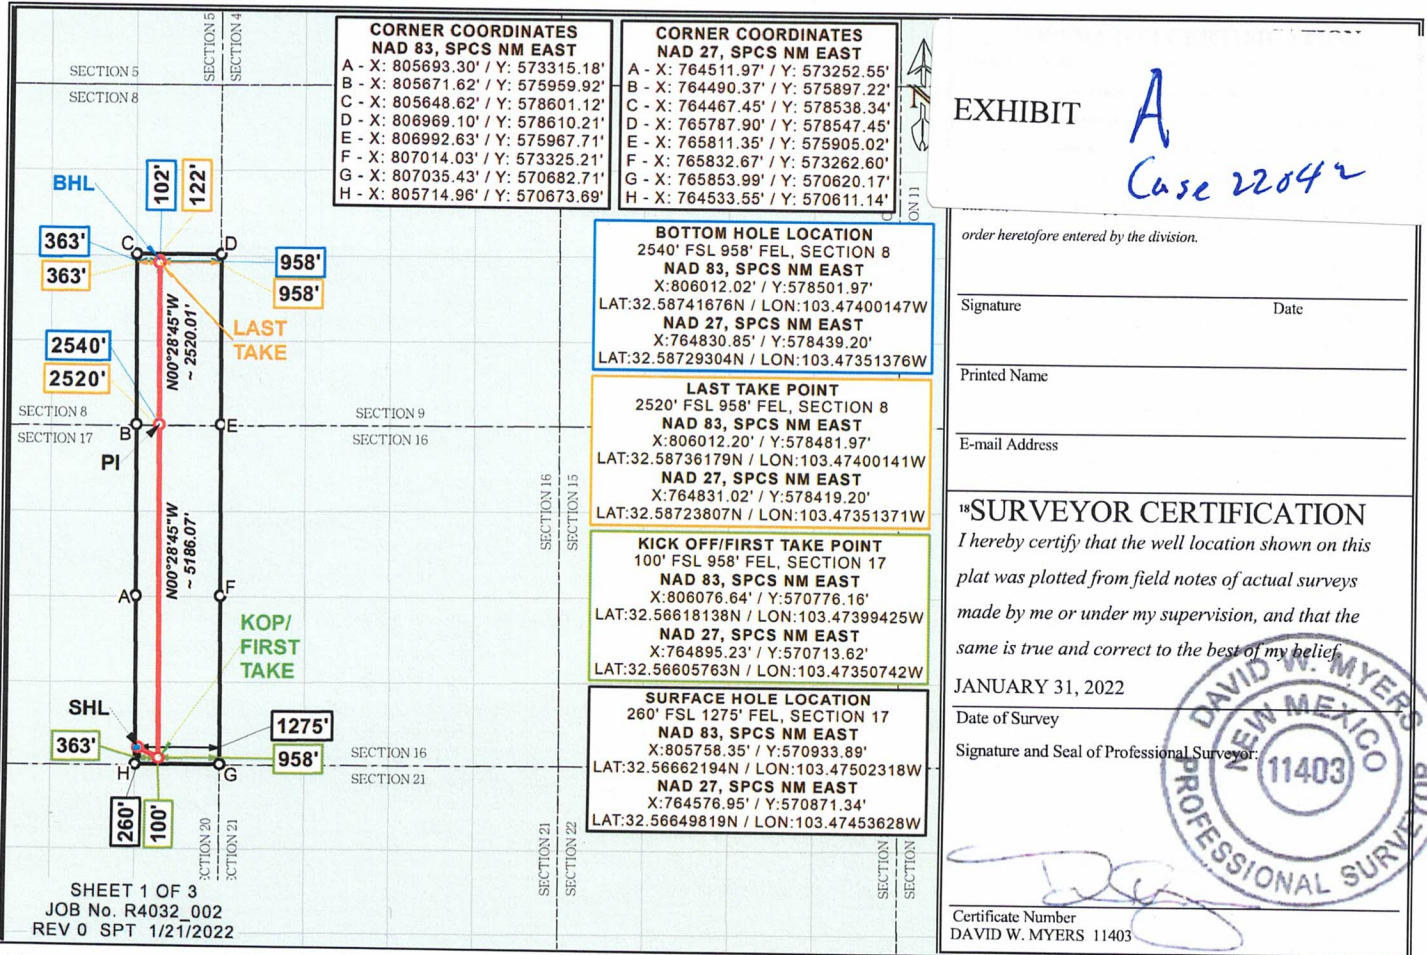 SECTION 5
SECTION 4
SECTION 5
SECTION 8
CORNER COORDINATES
NAD 83, SPCS NM EAST
A - X: 805693.30' / Y: 573315.18'
B - X: 805671.62' / Y: 575959.92'
C - X: 805648.62' / Y: 578601.12'
D - X: 806969.10' / Y: 578610.21'
E - X: 806992.63' / Y: 575967.71'
F - X: 807014.03' / Y: 573325.21'
G - X: 807035.43' / Y: 570682.71'
H - X: 805714.96' / Y: 570673.69'
CORNER COORDINATES
NAD 27, SPCS NM EAST
A - X: 764511.97' / Y: 573252.55'
B - X: 764490.37' / Y: 575897.22'
C - X: 764467.45' / Y: 578538.34'
D - X: 765787.90' / Y: 578547.45'
E - X: 765811.35' / Y: 575905.02'
F - X: 765832.67' / Y: 573262.60'
G - X: 765853.99' / Y: 570620.17'
H - X: 764533.55' / Y: 570611.14'
N
ON 11
EXHIBIT A
Case 22042
order heretofore entered by the division.
Signature Date
Printed Name
E-mail Address
BHL
102'
122'
363'
363'
C
D
958'
958'
LAST
TAKE
N00°28'45"W
~ 2520.01'
2540'
2520'
SECTION 8
SECTION 17
B
E
SECTION 9
SECTION 16
PI
N00°28'45"W
~ 5186.07'
A
F
SECTION 16
SECTION 15
KOP/
FIRST
TAKE
SHL
363'
1275'
958'
H
G
SECTION 16
SECTION 21
260'
100'
CTION 20
CTION 21
SECTION 21
SECTION 22
SECTION
SECTION
BOTTOM HOLE LOCATION
2540' FSL 958' FEL, SECTION 8
NAD 83, SPCS NM EAST
X:806012.02' / Y:578501.97'
LAT:32.58741676N / LON:103.47400147W
NAD 27, SPCS NM EAST
X:764830.85' / Y:578439.20'
LAT:32.58729304N / LON:103.47351376W
LAST TAKE POINT
2520' FSL 958' FEL, SECTION 8
NAD 83, SPCS NM EAST
X:806012.20' / Y:578481.97'
LAT:32.58736179N / LON:103.47400141W
NAD 27, SPCS NM EAST
X:764831.02' / Y:578419.20'
LAT:32.58723807N / LON:103.47351371W
KICK OFF/FIRST TAKE POINT
100' FSL 958' FEL, SECTION 17
NAD 83, SPCS NM EAST
X:806076.64' / Y:570776.16'
LAT:32.56618138N / LON:103.47399425W
NAD 27, SPCS NM EAST
X:764895.23' / Y:570713.62'
LAT:32.56605763N / LON:103.47350742W
SURFACE HOLE LOCATION
260' FSL 1275' FEL, SECTION 17
NAD 83, SPCS NM EAST
X:805758.35' / Y:570933.89'
LAT:32.56662194N / LON:103.47502318W
NAD 27, SPCS NM EAST
X:764576.95' / Y:570871.34'
LAT:32.56649819N / LON:103.47453628W
18SURVEYOR CERTIFICATION
I hereby certify that the well location shown on this
plat was plotted from field notes of actual surveys
made by me or under my supervision, and that the
same is true and correct to the best of my belief.
JANUARY 31, 2022
Date of Survey
Signature and Seal of Professional Surveyor:
DAVID W. MYERS
NEW MEXICO
11403
PROFESSIONAL SURVEYOR
Certificate Number
DAVID W. MYERS 11403
SHEET 1 OF 3
JOB No. R4032_002
REV 0 SPT 1/21/2022